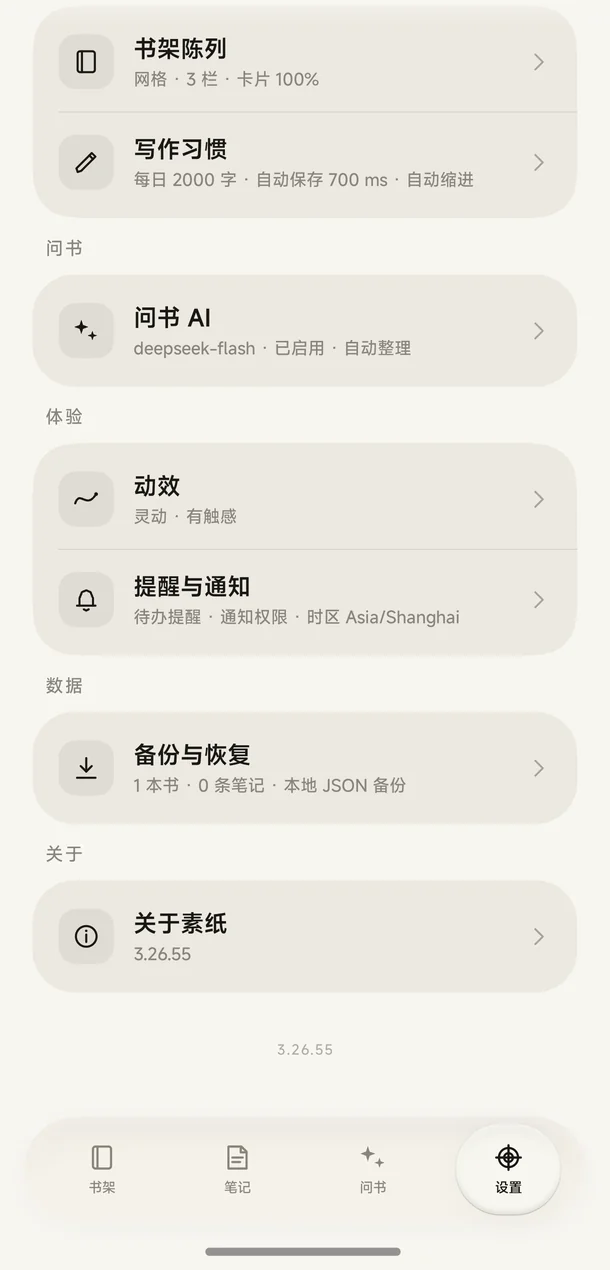 书架陈列
网格 · 3 栏 · 卡片 100%
写作习惯
每日 2000 字 · 自动保存 700 ms · 自动缩进
问书
问书 AI
deepseek-flash · 已启用 · 自动整理
体验
动效
灵动 · 有触感
提醒与通知
待办提醒 · 通知权限 · 时区 Asia/Shanghai
数据
备份与恢复
1 本书 · 0 条笔记 · 本地 JSON 备份
关于
关于素纸
3.26.55
3.26.55
书架
笔记
问书
设置